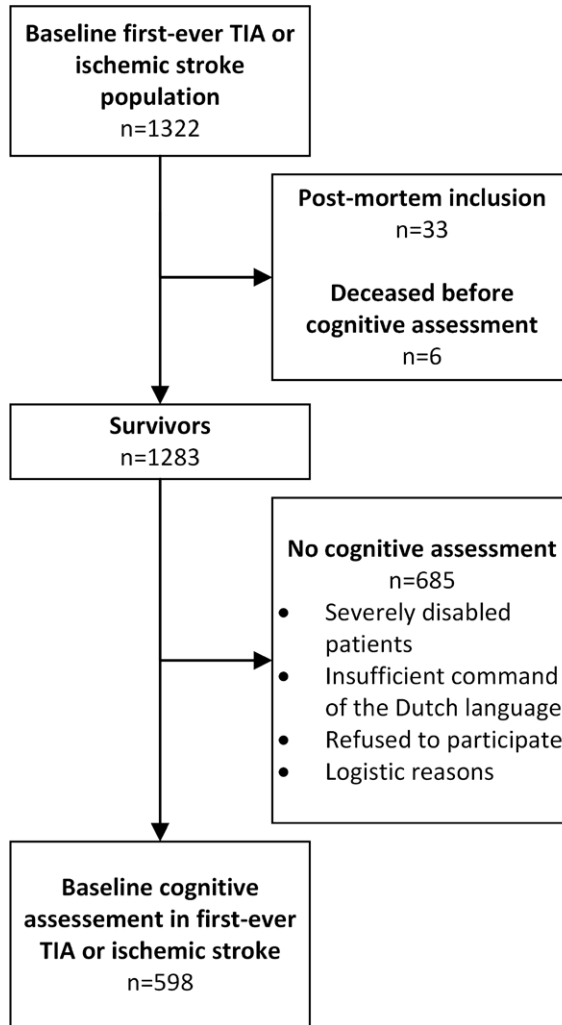 Baseline first-ever TIA or
ischemic stroke
population
n=1322
Post-mortem inclusion
n=33
Deceased before
cognitive assessment
n=6
Survivors
n=1283
No cognitive assessment
n=685
• Severely disabled
patients
• Insufficient command
of the Dutch language
• Refused to participate
• Logistic reasons
Baseline cognitive
assessement in first-ever
TIA or ischemic stroke
n=598